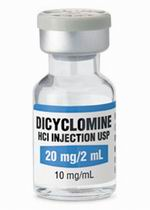 DICYCLOMINE
HCl INJECTION USP
20 mg/2 mL
10 mg/mL